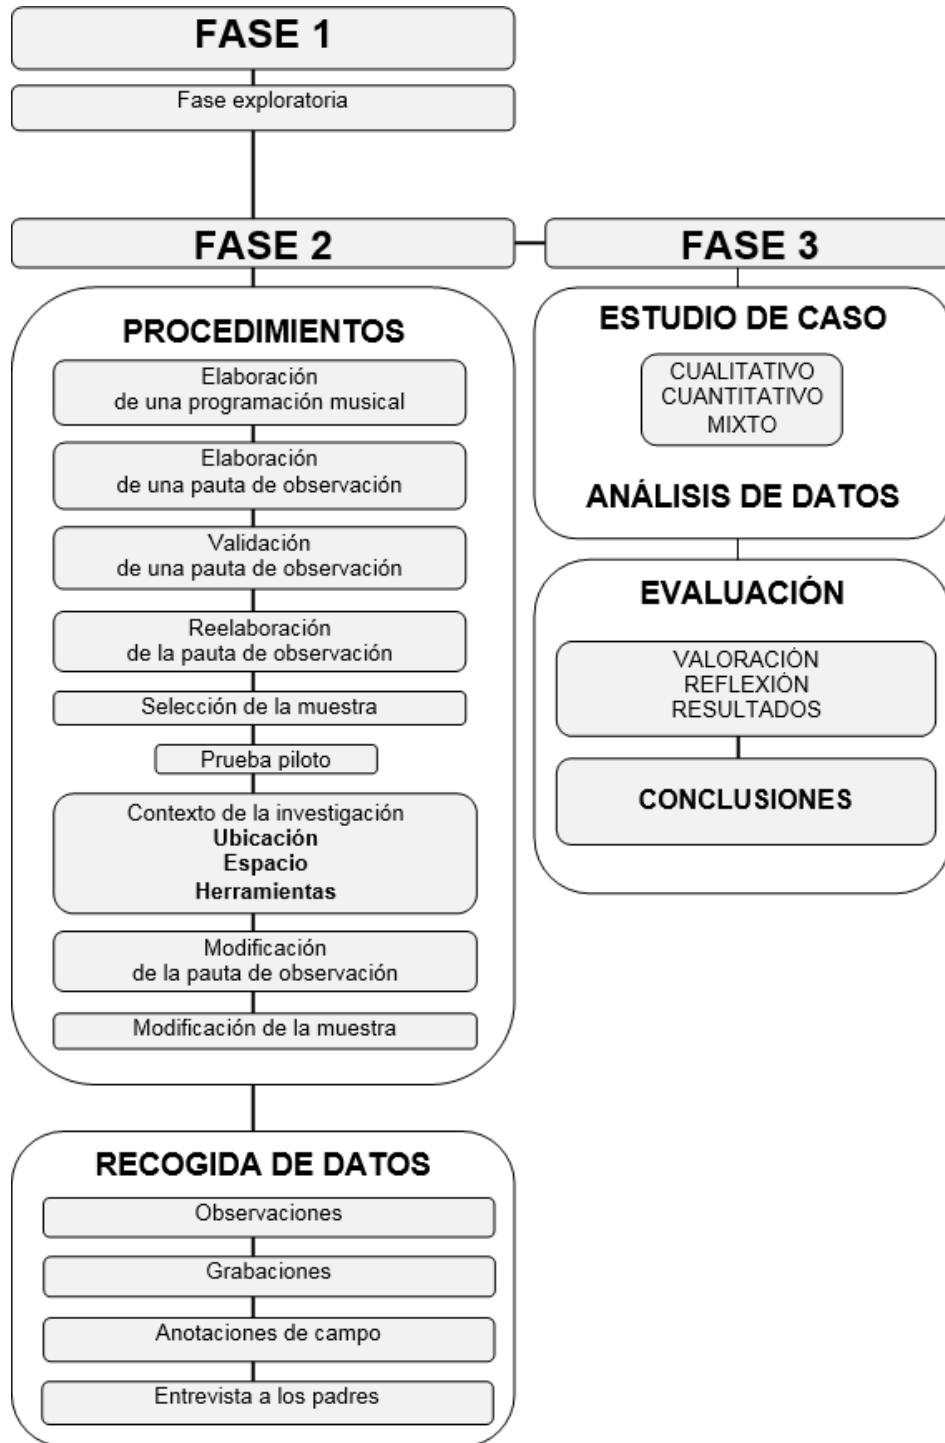 FASE 1
Fase exploratoria
FASE 2
PROCEDIMIENTOS
Elaboración
de una programación musical
Elaboración
de una pauta de observación
Validación
de una pauta de observación
Reelaboración
de la pauta de observación
Selección de la muestra
Prueba piloto
Contexto de la investigación
Ubicación
Espacio
Herramientas
Modificación
de la pauta de observación
Modificación de la muestra
RECOGIDA DE DATOS
Observaciones
Grabaciones
Anotaciones de campo
Entrevista a los padres
FASE 3
ESTUDIO DE CASO
CUALITATIVO
CUANTITATIVO
MIXTO
ANÁLISIS DE DATOS
EVALUACIÓN
VALORACIÓN
REFLEXIÓN
RESULTADOS
CONCLUSIONES